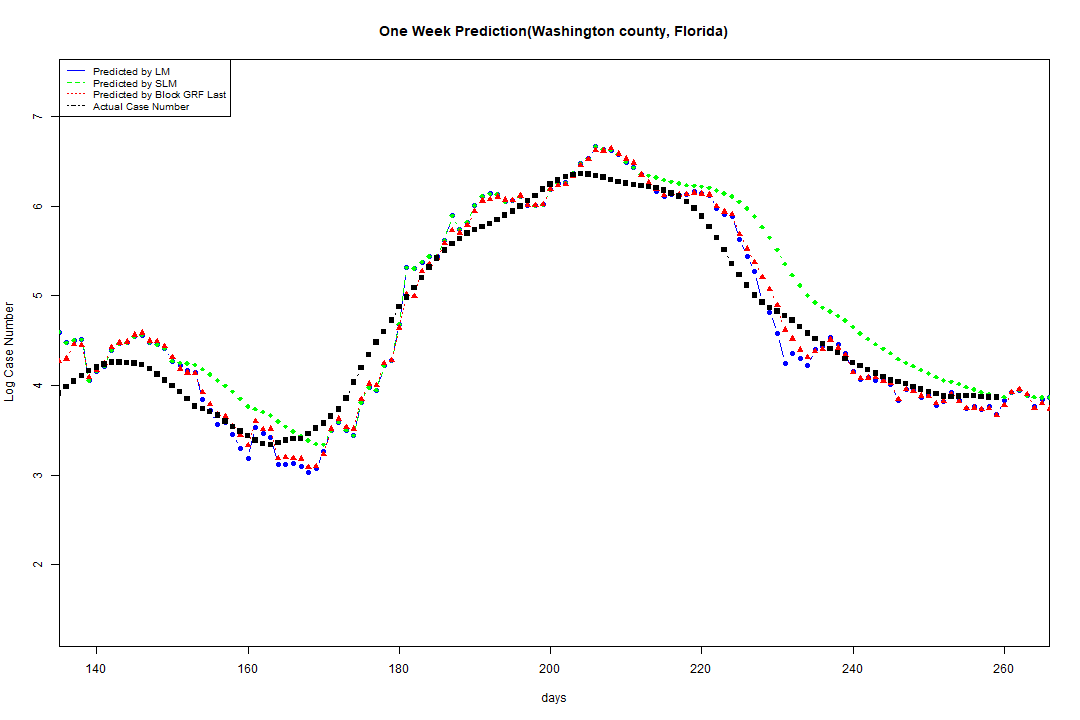 One Week Prediction(Washington county, Florida)
Predicted by LM
Predicted by SLM
Predicted by Block GRF Last
Actual Case Number
Log Case Number
7
6
5
4
3
2
140 160 180 200 220 240 260
days